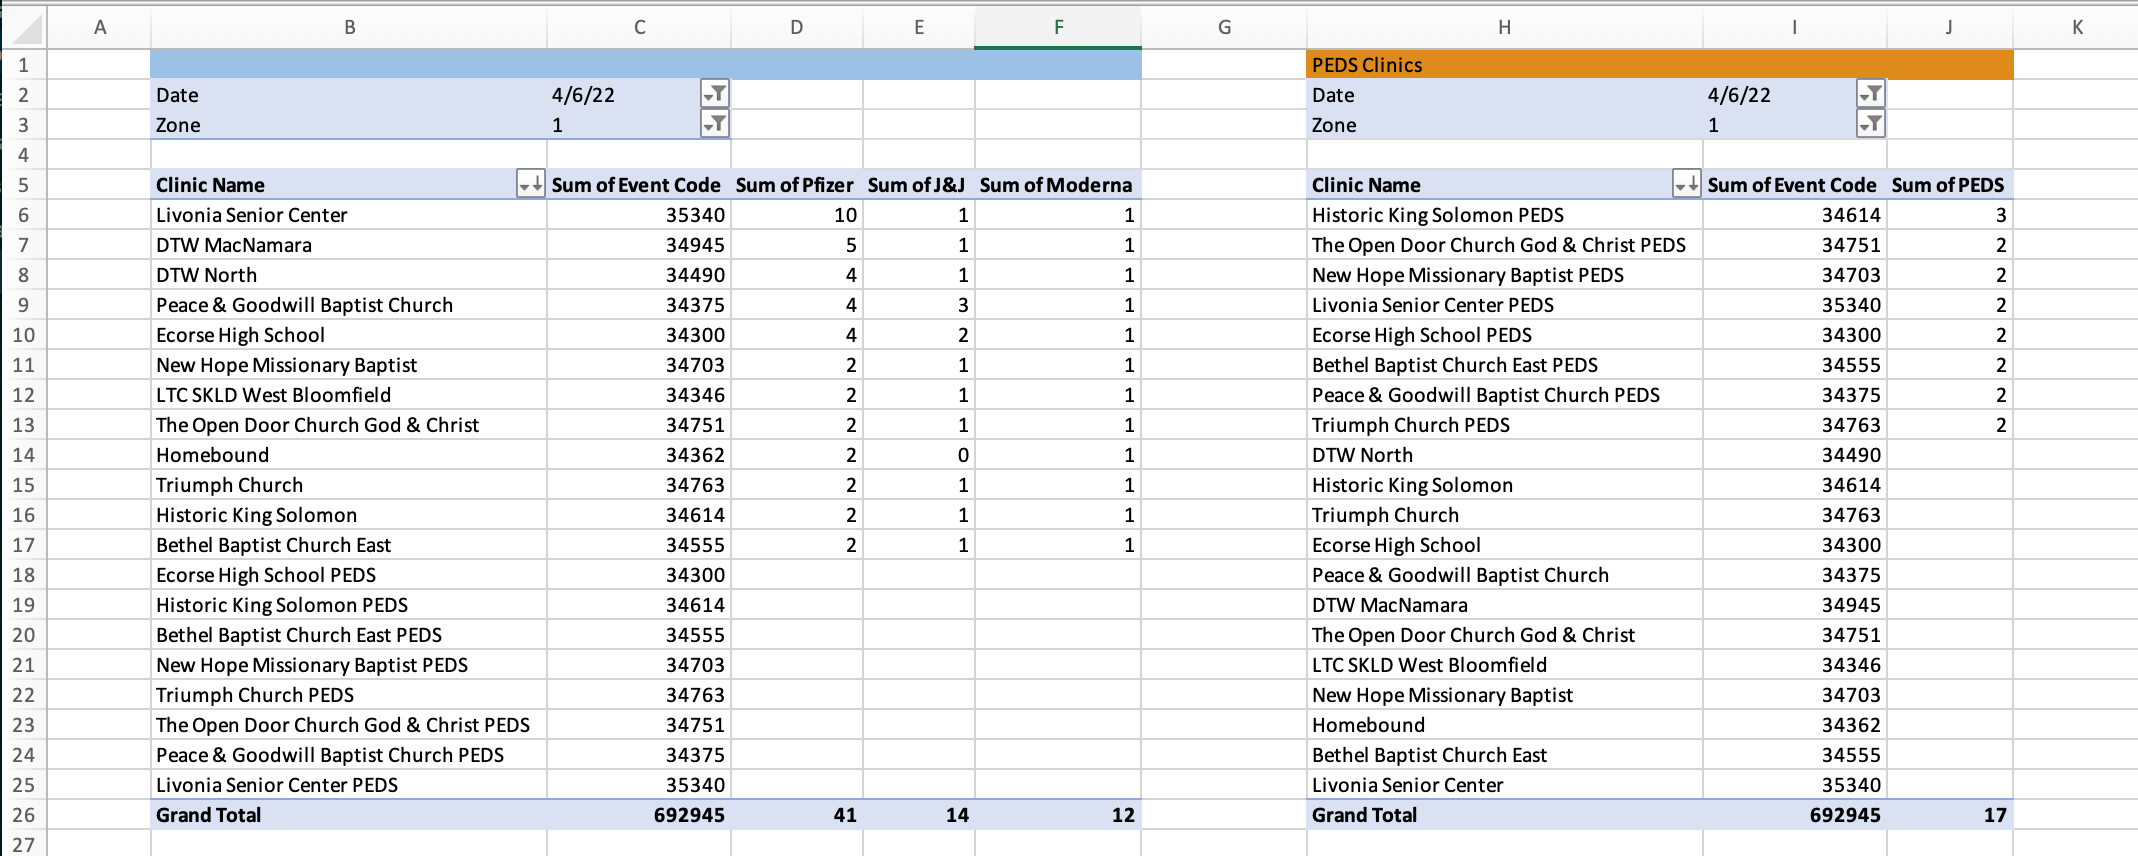 A B C D E F G H I J K
1 PEDS Clinics
2 Date 4/6/22 Date 4/6/22
3 Zone 1 Zone 1
4
5 Clinic Name Sum of Event Code Sum of Pfizer Sum of J&J Sum of Moderna Clinic Name Sum of Event Code Sum of PEDS
6 Livonia Senior Center 35340 10 1 1 Historic King Solomon PEDS 34614 3
7 DTW MacNamara 34945 5 1 1 The Open Door Church God & Christ PEDS 34751 2
8 DTW North 34490 4 1 1 New Hope Missionary Baptist PEDS 34703 2
9 Peace & Goodwill Baptist Church 34375 4 3 1 Livonia Senior Center PEDS 35340 2
10 Ecorse High School 34300 4 2 1 Ecorse High School PEDS 34300 2
11 New Hope Missionary Baptist 34703 2 1 1 Bethel Baptist Church East PEDS 34555 2
12 LTC SKLD West Bloomfield 34346 2 1 1 Peace & Goodwill Baptist Church PEDS 34375 2
13 The Open Door Church God & Christ 34751 2 1 1 Triumph Church PEDS 34763 2
14 Homebound 34362 2 0 1 DTW North 34490
15 Triumph Church 34763 2 1 1 Historic King Solomon 34614
16 Historic King Solomon 34614 2 1 1 Triumph Church 34763
17 Bethel Baptist Church East 34555 2 1 1 Ecorse High School 34300
18 Ecorse High School PEDS 34300 Peace & Goodwill Baptist Church 34375
19 Historic King Solomon PEDS 34614 DTW MacNamara 34945
20 Bethel Baptist Church East PEDS 34555 The Open Door Church God & Christ 34751
21 New Hope Missionary Baptist PEDS 34703 LTC SKLD West Bloomfield 34346
22 Triumph Church PEDS 34763 New Hope Missionary Baptist 34703
23 The Open Door Church God & Christ PEDS 34751 Homebound 34362
24 Peace & Goodwill Baptist Church PEDS 34375 Bethel Baptist Church East 34555
25 Livonia Senior Center PEDS 35340 Livonia Senior Center 35340
26 Grand Total 692945 41 14 12 Grand Total 692945 17
27